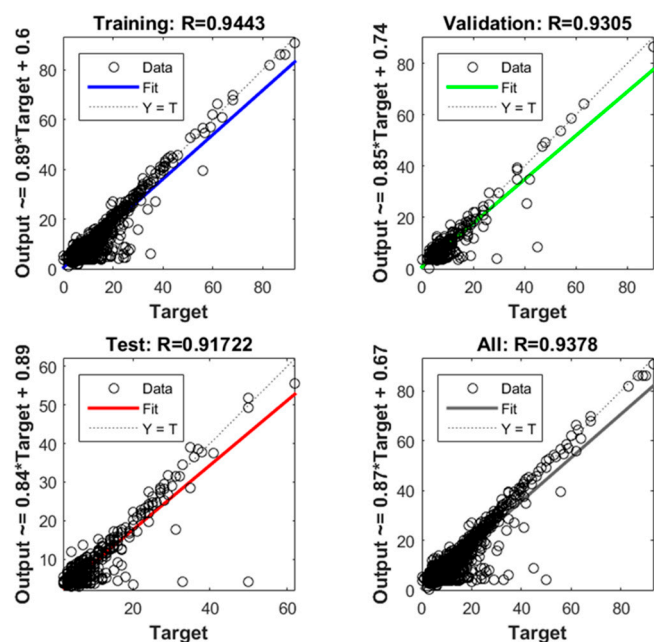 Training: R=0.9443
Output ~= 0.89*Target + 0.6
80
60
40
20
0
Data
Fit
Y = T
0 20 40 60 80
Target
Validation: R=0.9305
Output ~= 0.85*Target + 0.74
80
60
40
20
0
Data
Fit
Y = T
0 20 40 60 80
Target
Test: R=0.91722
Output ~= 0.84*Target + 0.89
60
50
40
30
20
10
Data
Fit
Y = T
20 40 60
Target
All: R=0.9378
Output ~= 0.87*Target + 0.67
80
60
40
20
0
Data
Fit
Y = T
0 20 40 60 80
Target